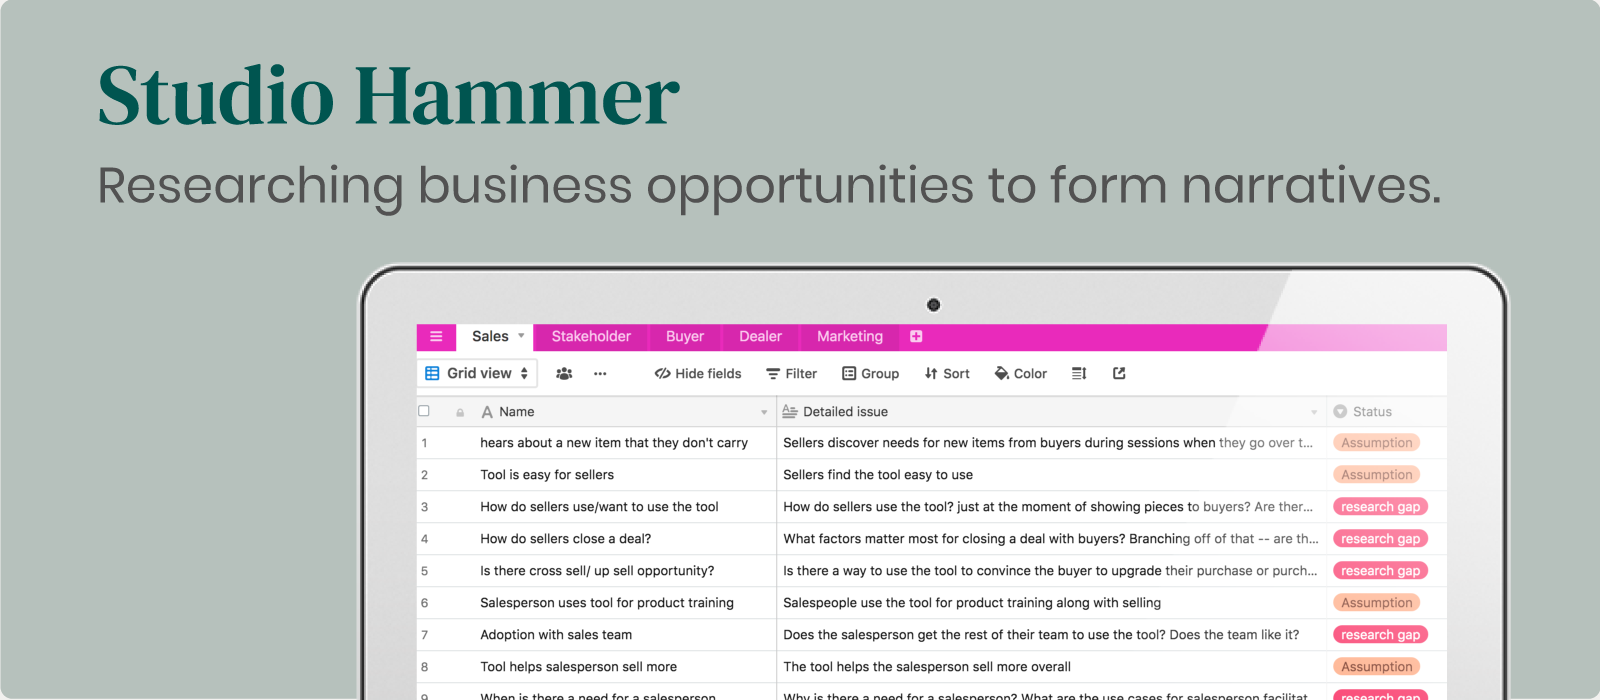 Studio Hammer
Researching business opportunities to form narratives.
Sales Stakeholder Buyer Dealer Marketing
Grid view Hide fields Filter Group Sort Color
Name Detailed issue Status
1 hears about a new item that they don't carry Sellers discover needs for new items from buyers during sessions when they go over t... Assumption
2 Tool is easy for sellers Sellers find the tool easy to use Assumption
3 How do sellers use/want to use the tool How do sellers use the tool? just at the moment of showing pieces to buyers? Are ther... research gap
4 How do sellers close a deal? What factors matter most for closing a deal with buyers? Branching off of that -- are th... research gap
5 Is there cross sell/ up sell opportunity? Is there a way to use the tool to convince the buyer to upgrade their purchase or purch... research gap
6 Salesperson uses tool for product training Salespeople use the tool for product training along with selling Assumption
7 Adoption with sales team Does the salesperson get the rest of their team to use the tool? Does the team like it? research gap
8 Tool helps salesperson sell more The tool helps the salesperson sell more overall Assumption
9 When is there a need for a salesperson Why is there a need for a salesperson? What are the use cases for salesperson facilitat research gap